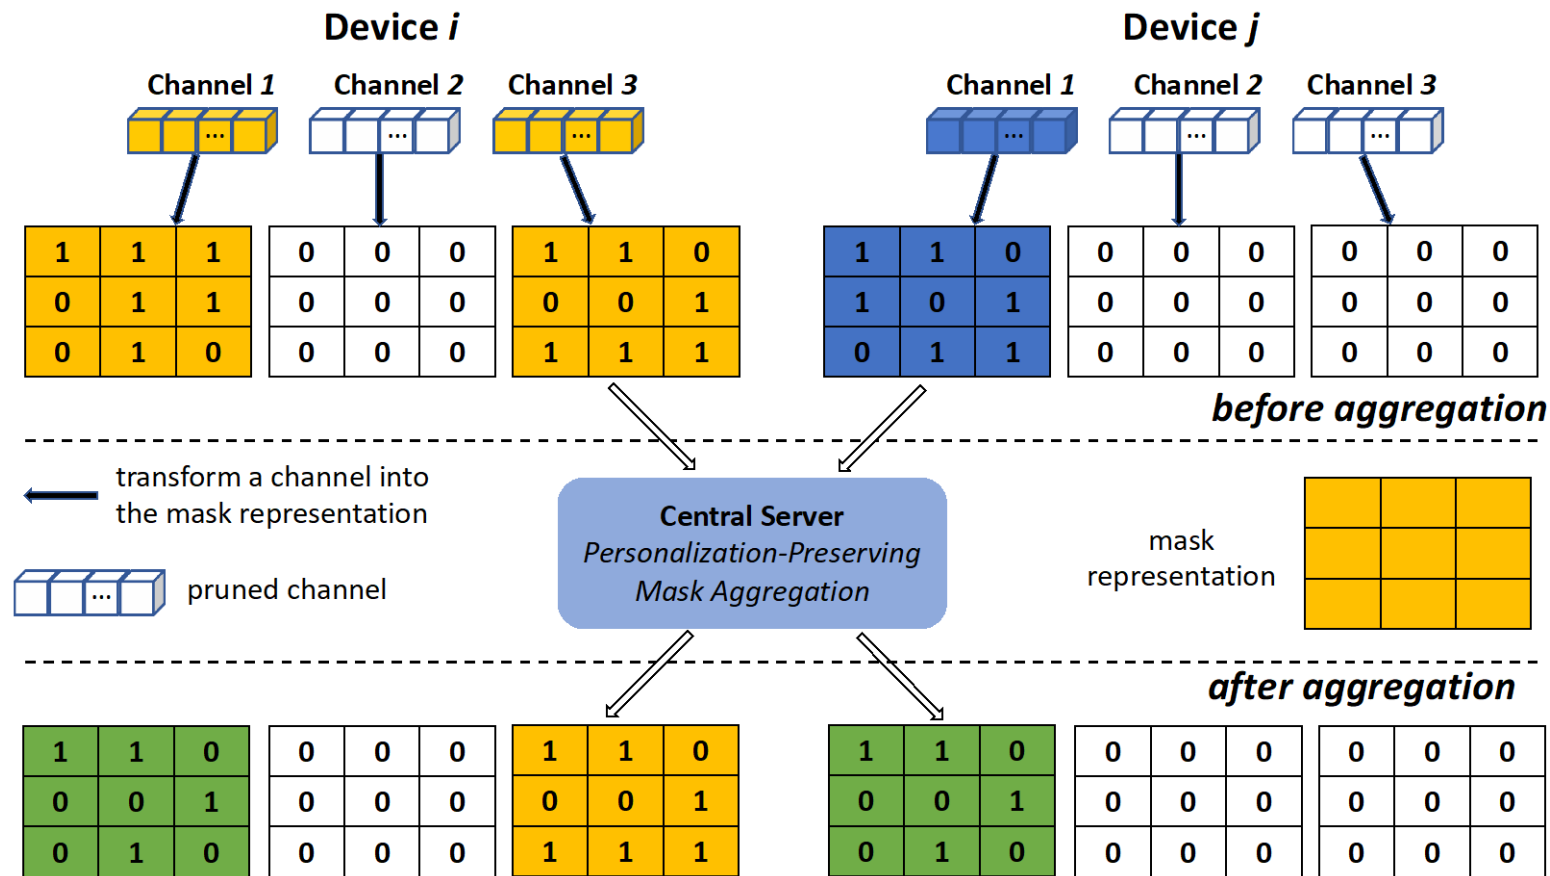 Device i Device j
Channel 1 Channel 2 Channel 3 Channel 1 Channel 2 Channel 3
... ... ... ... ... ...
1 1 1 0 0 0 1 1 0 1 1 0 0 0 0 0 0 0
0 1 1 0 0 0 0 0 1 1 0 1 0 0 0 0 0 0
0 1 0 0 0 0 1 1 1 0 1 1 0 0 0 0 0 0
before aggregation
transform a channel into
the mask representation
... pruned channel
Central Server
Personalization-Preserving
Mask Aggregation
mask
representation
after aggregation
1 1 0 0 0 0 1 1 0 1 1 0 0 0 0 0 0 0
0 0 1 0 0 0 0 0 1 0 0 1 0 0 0 0 0 0
0 1 0 0 0 0 1 1 1 0 1 0 0 0 0 0 0 0